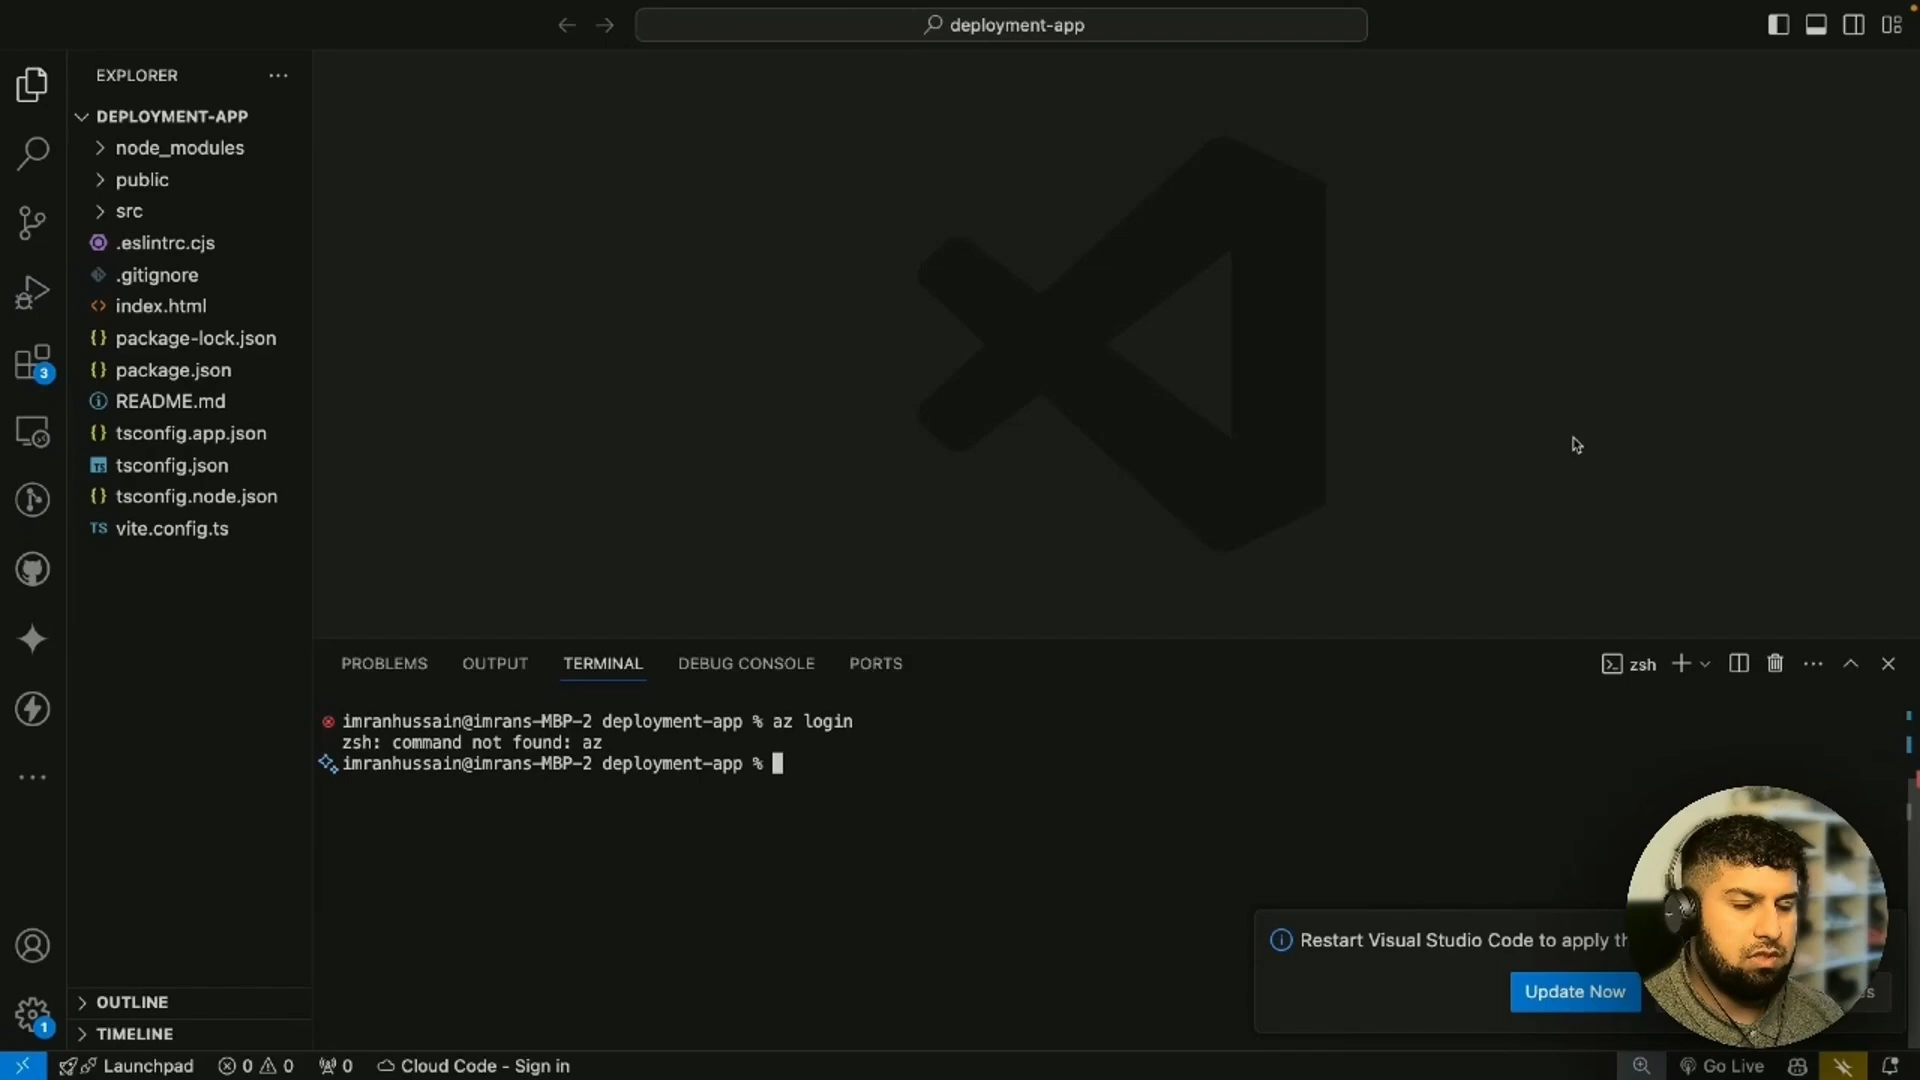 deployment-app
EXPLORER
DEPLOYMENT-APP
node_modules
public
src
.eslintrc.cjs
.gitignore
index.html
package-lock.json
package.json
README.md
tsconfig.app.json
tsconfig.json
tsconfig.node.json
TS vite.config.ts
3
PROBLEMS OUTPUT TERMINAL DEBUG CONSOLE PORTS
zsh
imranhussain@imrans-MBP-2 deployment-app % az login
zsh: command not found: az
imranhussain@imrans-MBP-2 deployment-app %
Restart Visual Studio Code to apply
Update Now
OUTLINE
TIMELINE
1
Launchpad 0 0 0 Cloud Code - Sign in
Go Live